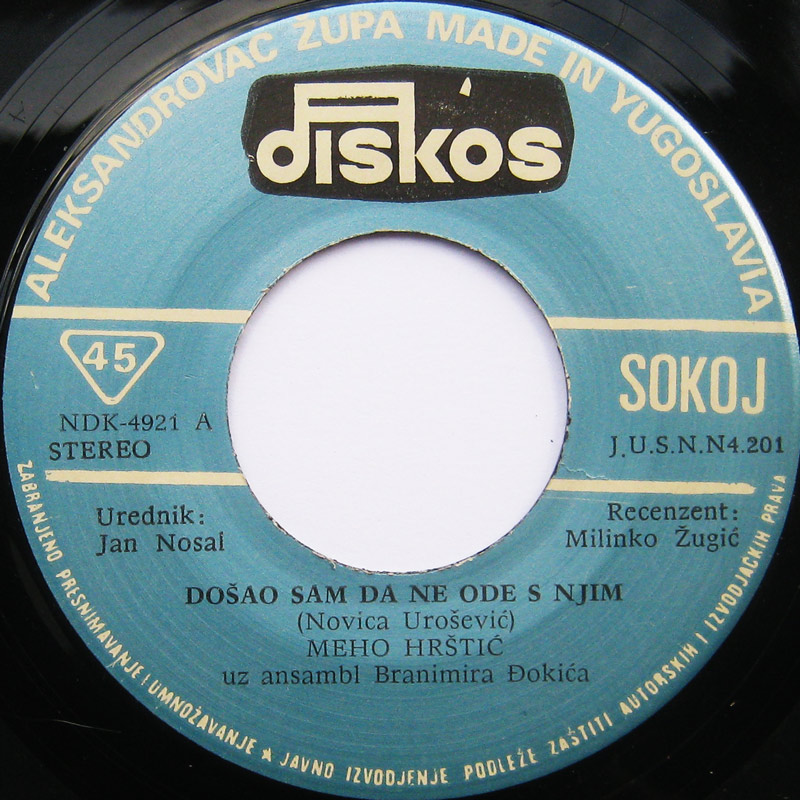 ALEKSANDROVAC ŽUPA MADE IN YUGOSLAVIA
diskos
45
SOKOJ
NDK-4921 A
STEREO
J.U.S.N.N4.201
Urednik:
Jan Nosal
Recenzent:
Milinko Žugić
DOŠAO SAM DA NE ODE S NJIM
(Novica Urošević)
MEHO HRŠTIĆ
uz ansambl Branimira Đokića
ZABRANJENO PRESNIMAVANJE I UMNOŽAVANJE ★ JAVNO IZVODJENJE PODLEŽE ZAŠTITI AUTORSKIH I IZVODJAČKIH PRAVA